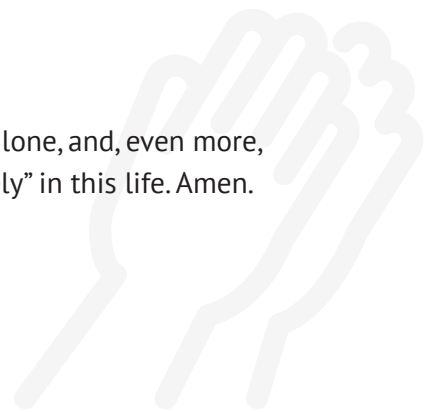 lone, and, even more,
ly” in this life. Amen.